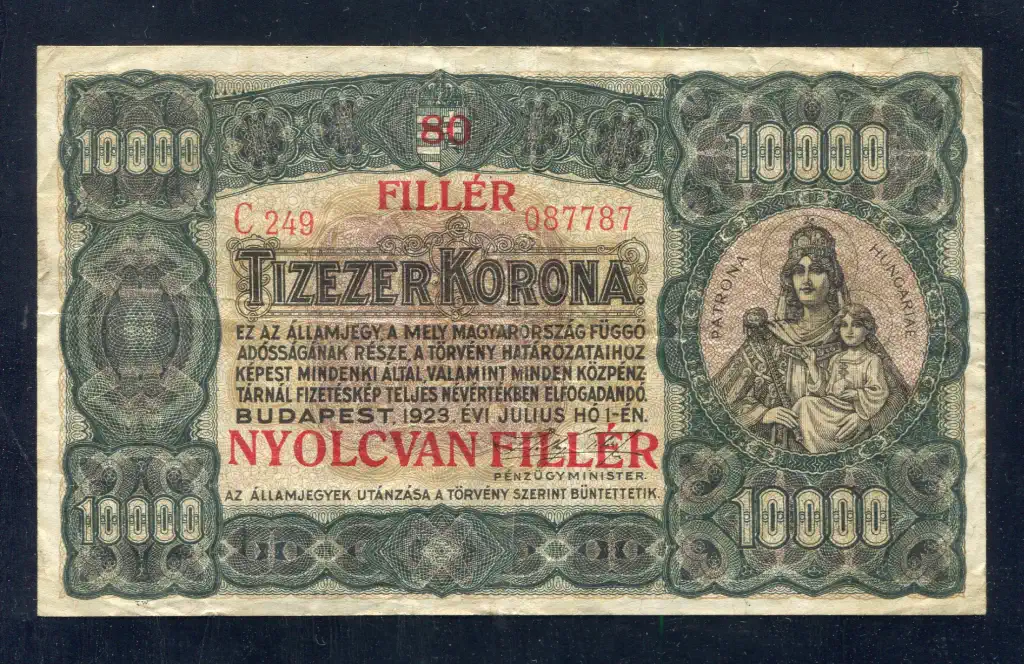 10000
80
10000
FILLÉR
C 249
087787
TIZEZER KORONA.
PATRONA HUNGARIAE
EZ AZ ÁLLAMJEGY, A MELY MAGYARORSZÁG FÜGGŐ
ADÓSSÁGÁNAK RÉSZE, A TÖRVÉNY HATÁROZATAIHOZ
KÉPEST MINDENKI ÁLTAL, VALAMINT MINDEN KÖZPÉNZ
TÁRNÁL FIZETÉSKÉP TELJES NÉVÉRTÉKBEN ELFOGADANDÓ.
BUDAPEST, 1923. ÉVI JÚLIUS HÓ 1-ÉN.
NYOLCVAN FILLÉR
PÉNZÜGYMINISTER.
AZ ÁLLAMJEGYEK UTÁNZÁSA A TÖRVÉNY SZERINT BÜNTETTETIK.
10000
10000